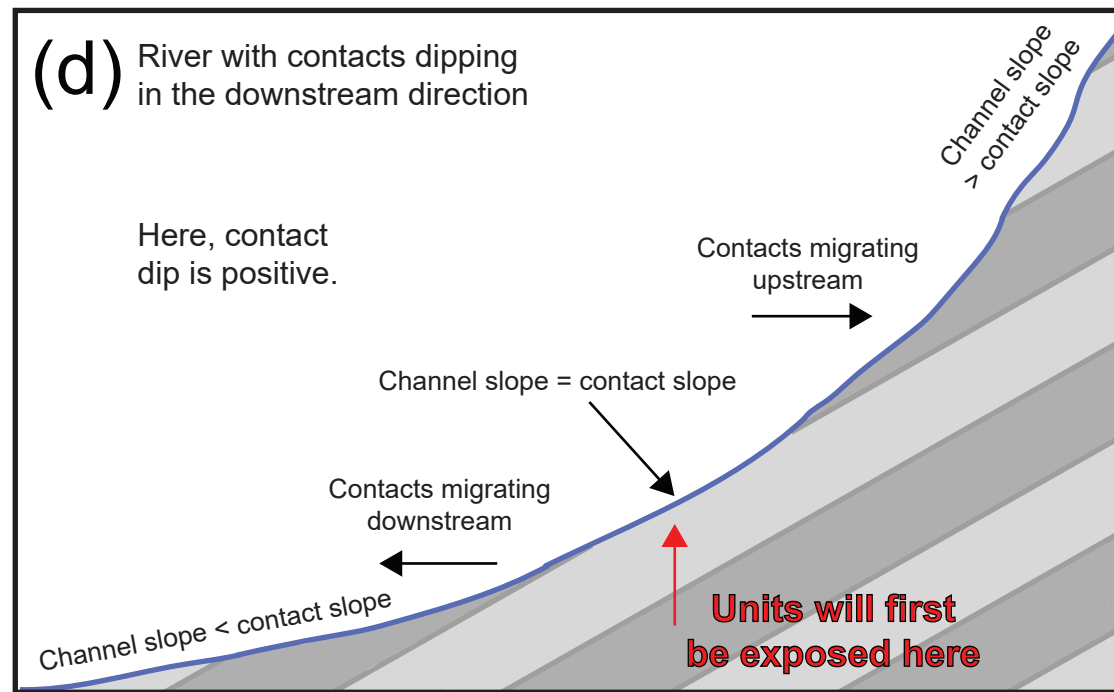 (d) River with contacts dipping
in the downstream direction
Channel slope
> contact slope
Here, contact
dip is positive.
Contacts migrating
upstream
Channel slope = contact slope
Contacts migrating
downstream
Channel slope < contact slope
Units will first
be exposed here